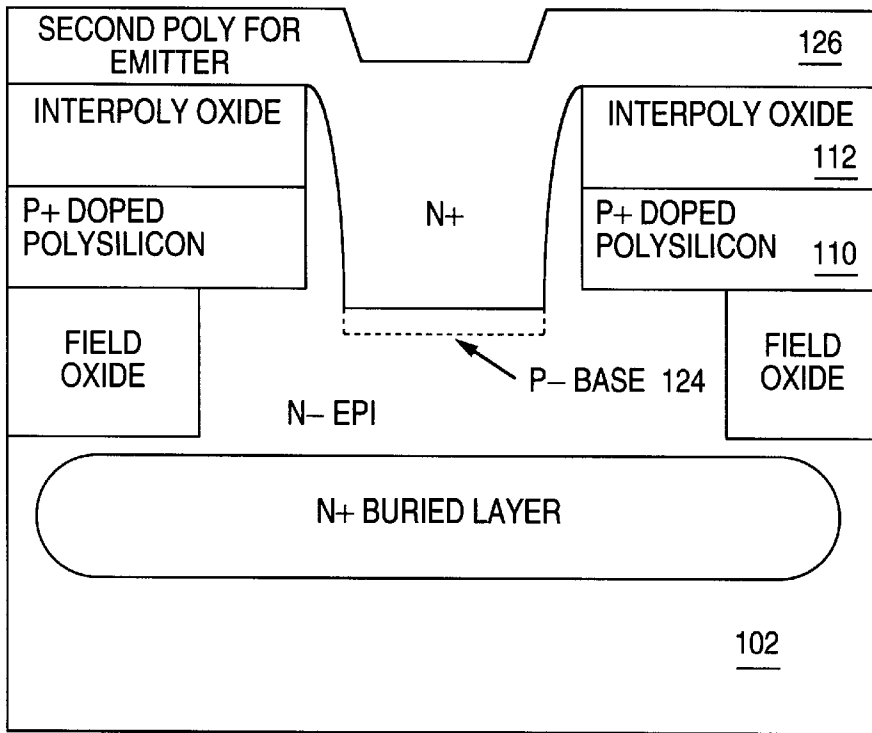 SECOND POLY FOR
EMITTER
126
INTERPOLY OXIDE
INTERPOLY OXIDE
112
P+ DOPED
POLYSILICON
N+
P+ DOPED
POLYSILICON
110
FIELD
OXIDE
P− BASE 124
FIELD
OXIDE
N− EPI
N+ BURIED LAYER
102